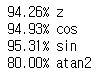 94.26% z
94.93% cos
95.31% sin
80.00% atan2